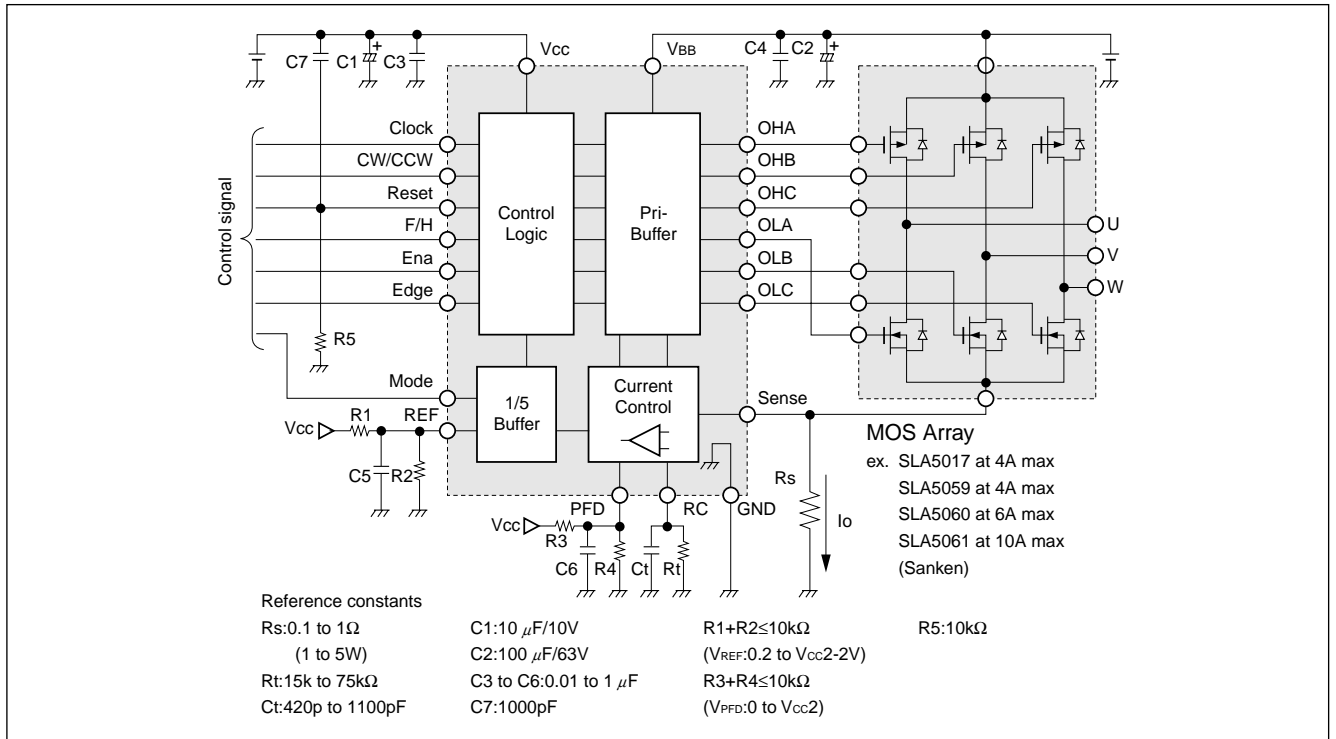 C7
C1
+
C3
Vcc
VBB
C4
C2
+
Control signal
Clock
CW/CCW
Reset
F/H
Ena
Edge
R5
Mode
REF
Control
Logic
Pri-
Buffer
OHA
OHB
OHC
OLA
OLB
OLC
U
V
W
1/5
Buffer
Current
Control
Sense
Vcc
R1
C5
R2
PFD
RC
GND
Vcc
R3
C6
R4
Ct
Rt
Rs
Io
MOS Array
ex. SLA5017 at 4A max
SLA5059 at 4A max
SLA5060 at 6A max
SLA5061 at 10A max
(Sanken)
Reference constants
Rs:0.1 to 1Ω
(1 to 5W)
Rt:15k to 75kΩ
Ct:420p to 1100pF
C1:10 μF/10V
C2:100 μF/63V
C3 to C6:0.01 to 1 μF
C7:1000pF
R1+R2≤10kΩ
(VREF:0.2 to VCC2-2V)
R3+R4≤10kΩ
(VPFD:0 to VCC2)
R5:10kΩ